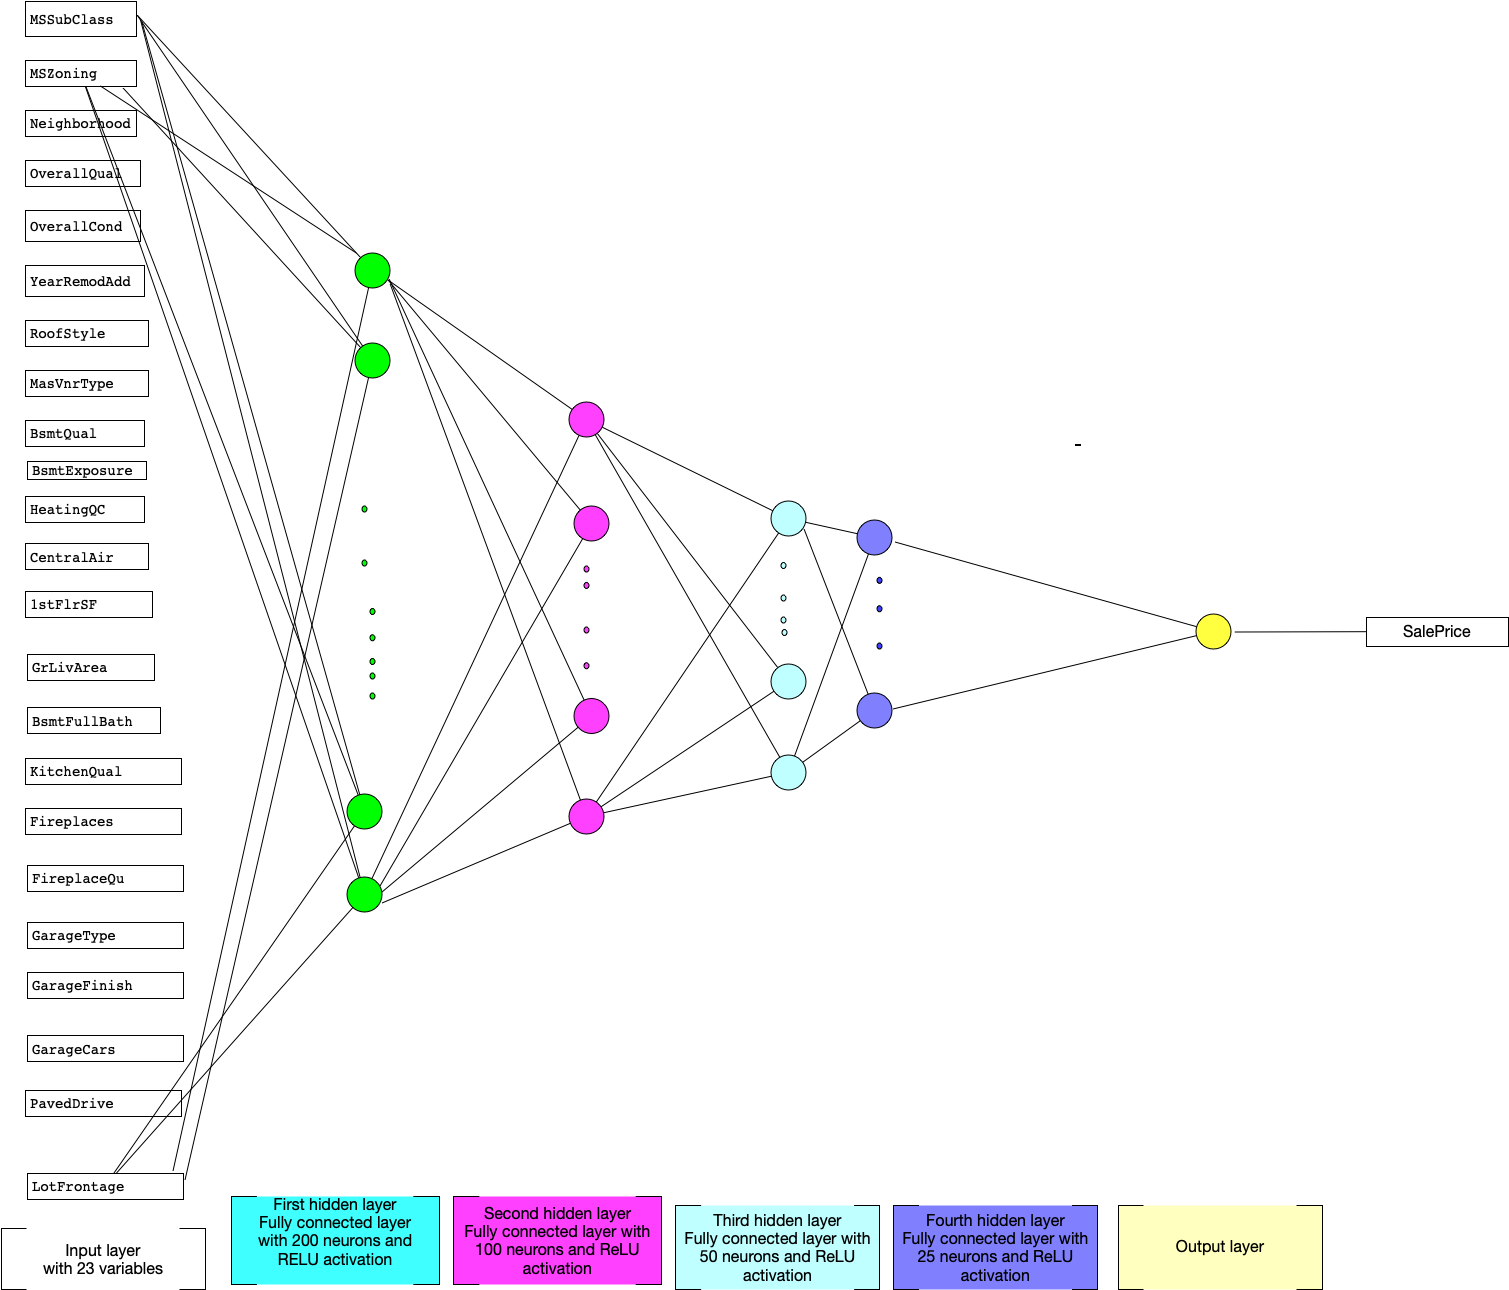 MSSubClass
MSZoning
Neighborhood
OverallQual
OverallCond
YearRemodAdd
RoofStyle
MasVnrType
BsmtQual
BsmtExposure
HeatingQC
CentralAir
1stFlrSF
GrLivArea
BsmtFullBath
KitchenQual
Fireplaces
FireplaceQu
GarageType
GarageFinish
GarageCars
PavedDrive
LotFrontage
SalePrice
Input layer
with 23 variables
First hidden layer
Fully connected layer
with 200 neurons and
RELU activation
Second hidden layer
Fully connected layer with
100 neurons and ReLU
activation
Third hidden layer
Fully connected layer with
50 neurons and ReLU
activation
Fourth hidden layer
Fully connected layer with
25 neurons and ReLU
activation
Output layer